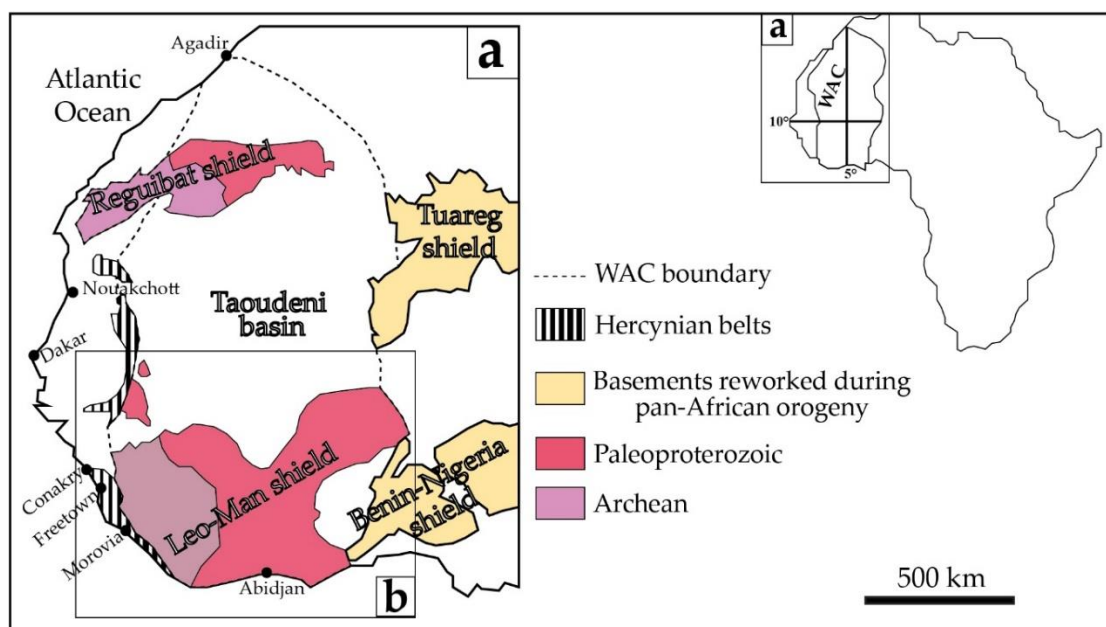 Agadir
a
Atlantic
Ocean
Reguibat shield
Tuareg
shield
Nouakchott
Taoudeni
basin
Dakar
Conakry
Freetown
Morovia
Leo-Man shield
Benin-Nigeria
shield
Abidjan
b
a
WAC
10°
5°
WAC boundary
Hercynian belts
Basements reworked during
pan-African orogeny
Paleoproterozoic
Archean
500 km